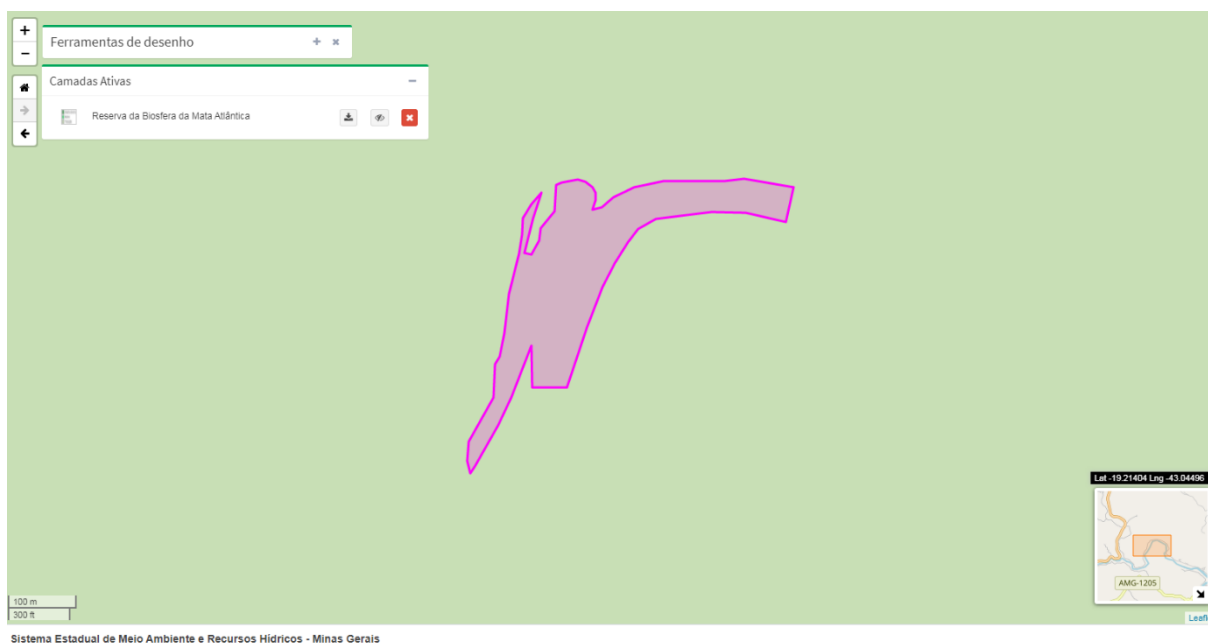 +
Ferramentas de desenho + ×
−
Camadas Ativas −
Reserva da Biosfera da Mata Atlântica
Lat -19.21404 Lng -43.04496
AMG-1205
100 m
300 ft
Leafl
Sistema Estadual de Meio Ambiente e Recursos Hídricos - Minas Gerais